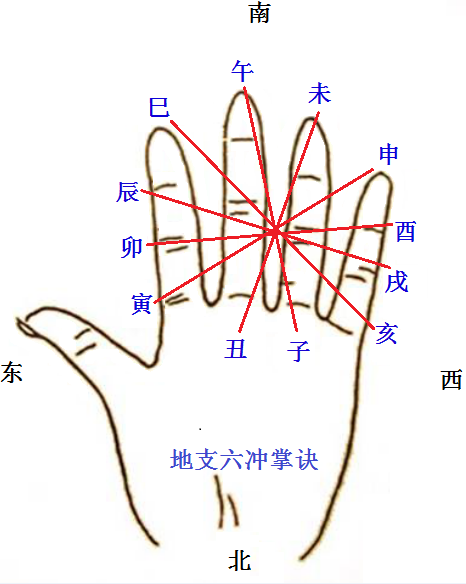 南
午
未
巳
申
辰
酉
卯
戌
寅
亥
丑
子
东
西
地支六冲掌诀
北